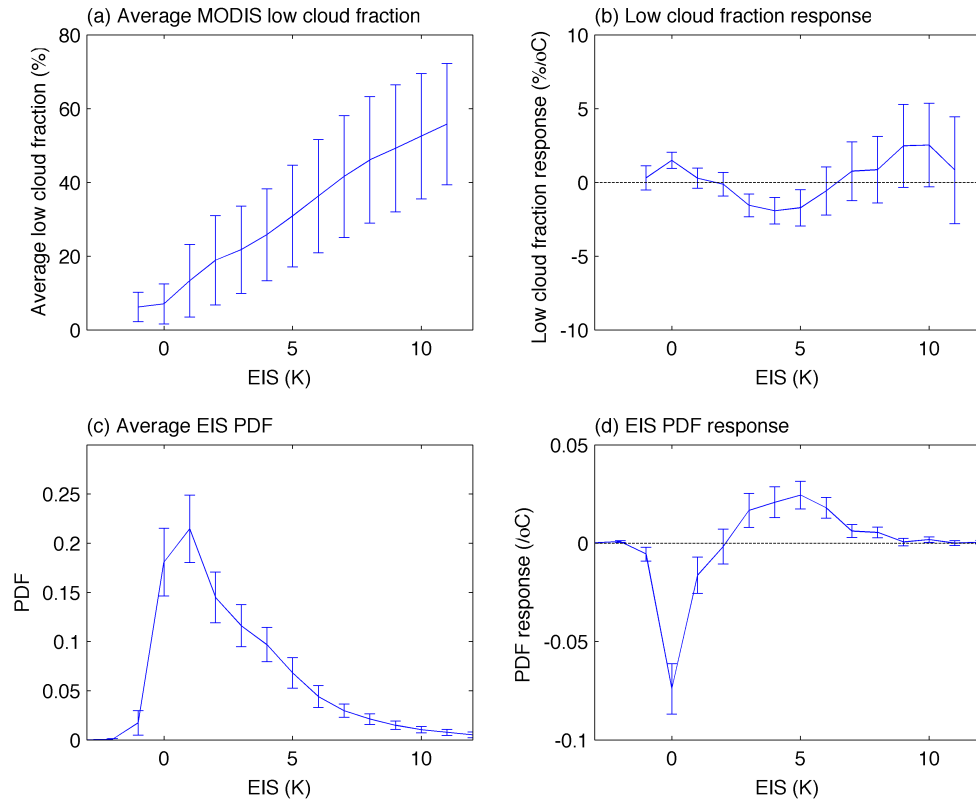 (a) Average MODIS low cloud fraction
80
60
40
20
0
Average low cloud fraction (%)
0 5 10
EIS (K)
(b) Low cloud fraction response
10
5
0
-5
-10
Low cloud fraction response (%/oC)
0 5 10
EIS (K)
(c) Average EIS PDF
0.25
0.2
0.15
0.1
0.05
0
PDF
0 5 10
EIS (K)
(d) EIS PDF response
0.05
0
-0.05
-0.1
PDF response (/oC)
0 5 10
EIS (K)